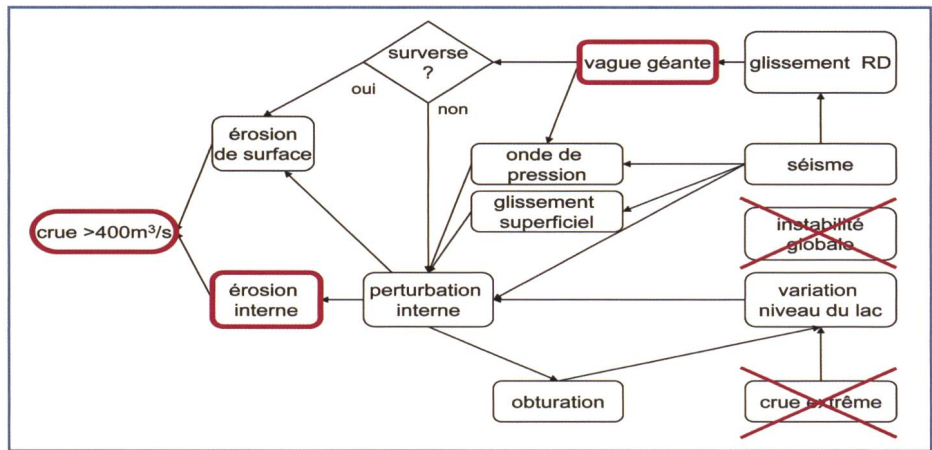 surverse
?
vague géante
glissement RD
oui
non
érosion
de surface
onde de
pression
séisme
glissement
superficiel
crue >400m³/s
instabilité
globale
érosion
interne
perturbation
interne
variation
niveau du lac
obturation
crue extrême